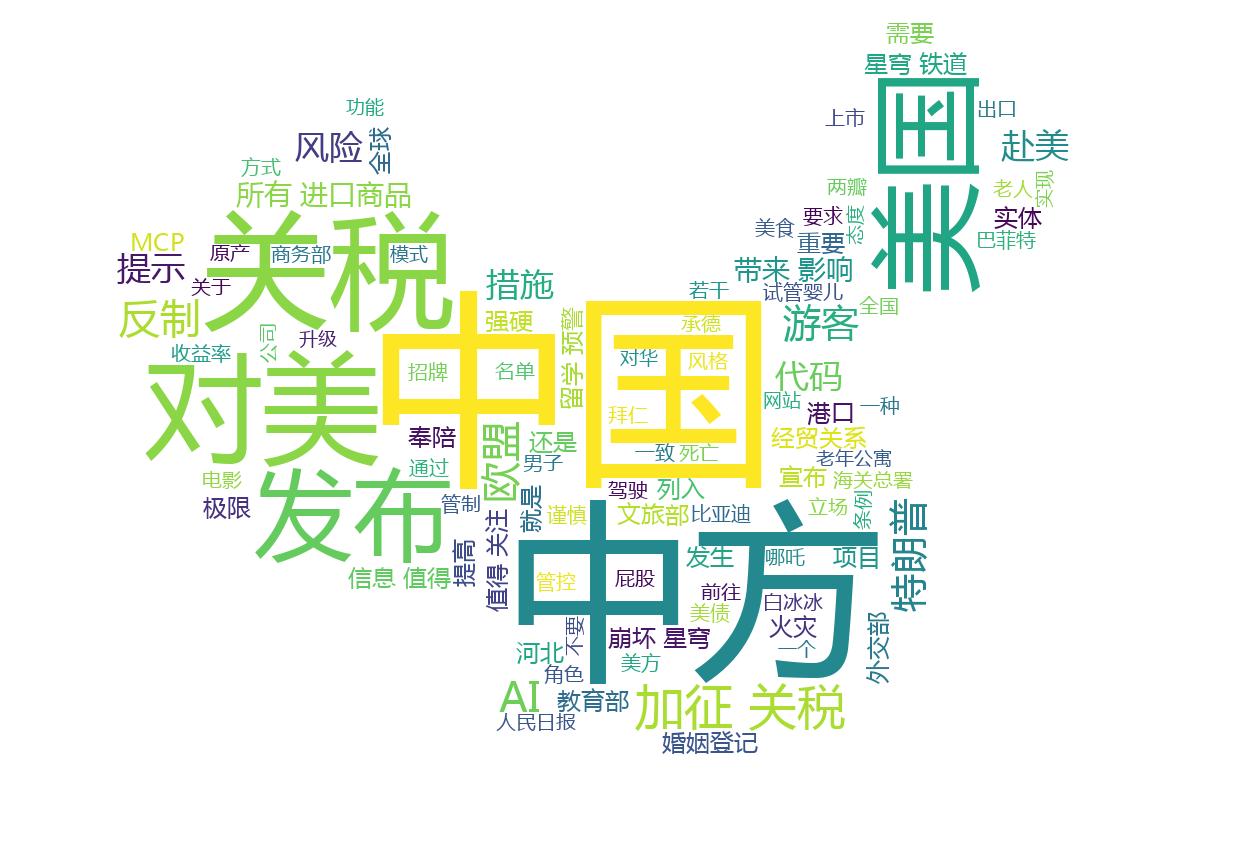 需要
星穹 铁道
美国
功能
上市
出口
风险
全球
赴美
方式
所有 进口商品
两瓣
老人
实现
关税
美食
要求
态度
实体
MCP
原产
商务部
模式
重要
巴菲特
提示
关于
措施
带来 影响
反制
若干
试管婴儿
强硬
留学 预警
承德
游客
全国
公司
升级
收益率
中国
对美
招牌
名单
对华
风格
代码
网站
港口
一种
拜仁
奉陪
还是
一致
死亡
经贸关系
欧盟
男子
老年公寓
通过
电影
极限
发布
管制
就是
驾驶
列入
宣布
海关总署
谨慎
文旅部
比亚迪
立场
条例
中方
特朗普
值得 关注
提高
信息 值得
发生
哪吒
项目
管控
屁股
前往
美债
白冰冰
火灾
不要
崩坏 星穹
一个
外交部
河北
美方
角色
AI
教育部
加征 关税
人民日报
婚姻登记